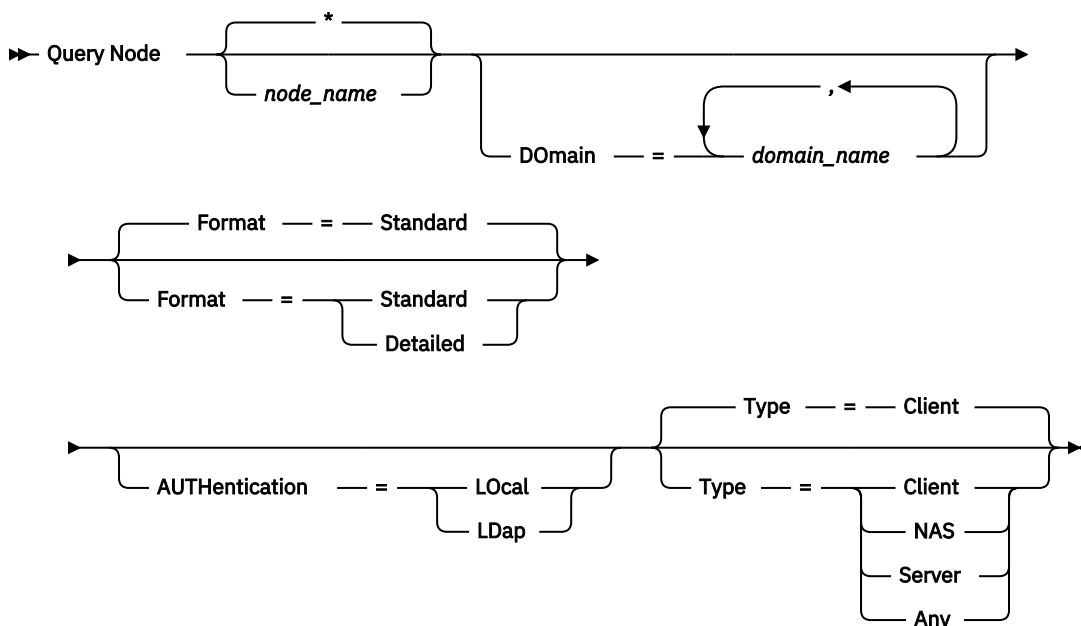 *
Query Node
node_name
,
DOmain = domain_name
Format = Standard
Format = Standard
Detailed
Type = Client
AUTHentication = LOcal
LDap
Type = Client
NAS
Server
Any